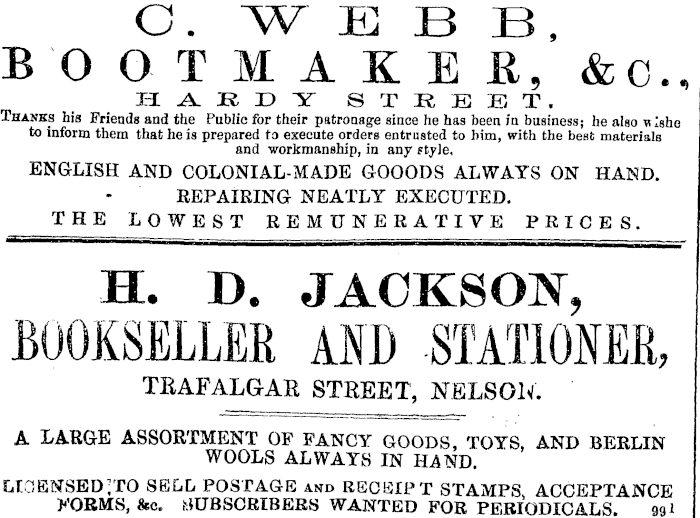 C. WEBB,
BOOTMAKER, &c.,
HARDY STREET.
THANKS his Friends and the Public for their patronage since he has been in business; he also wishe
to inform them that he is prepared to execute orders entrusted to him, with the best materials
and workmanship, in any style.
ENGLISH AND COLONIAL-MADE GOOODS ALWAYS ON HAND.
REPAIRING NEATLY EXECUTED.
THE LOWEST REMUNERATIVE PRICES.
H. D. JACKSON,
BOOKSELLER AND STATIONER,
TRAFALGAR STREET, NELSON.
A LARGE ASSORTMENT OF FANCY GOODS, TOYS, AND BERLIN
WOOLS ALWAYS IN HAND.
LICENSED TO SELL POSTAGE AND RECEIPT STAMPS, ACCEPTANCE
FORMS, &c. SUBSCRIBERS WANTED FOR PERIODICALS. 991